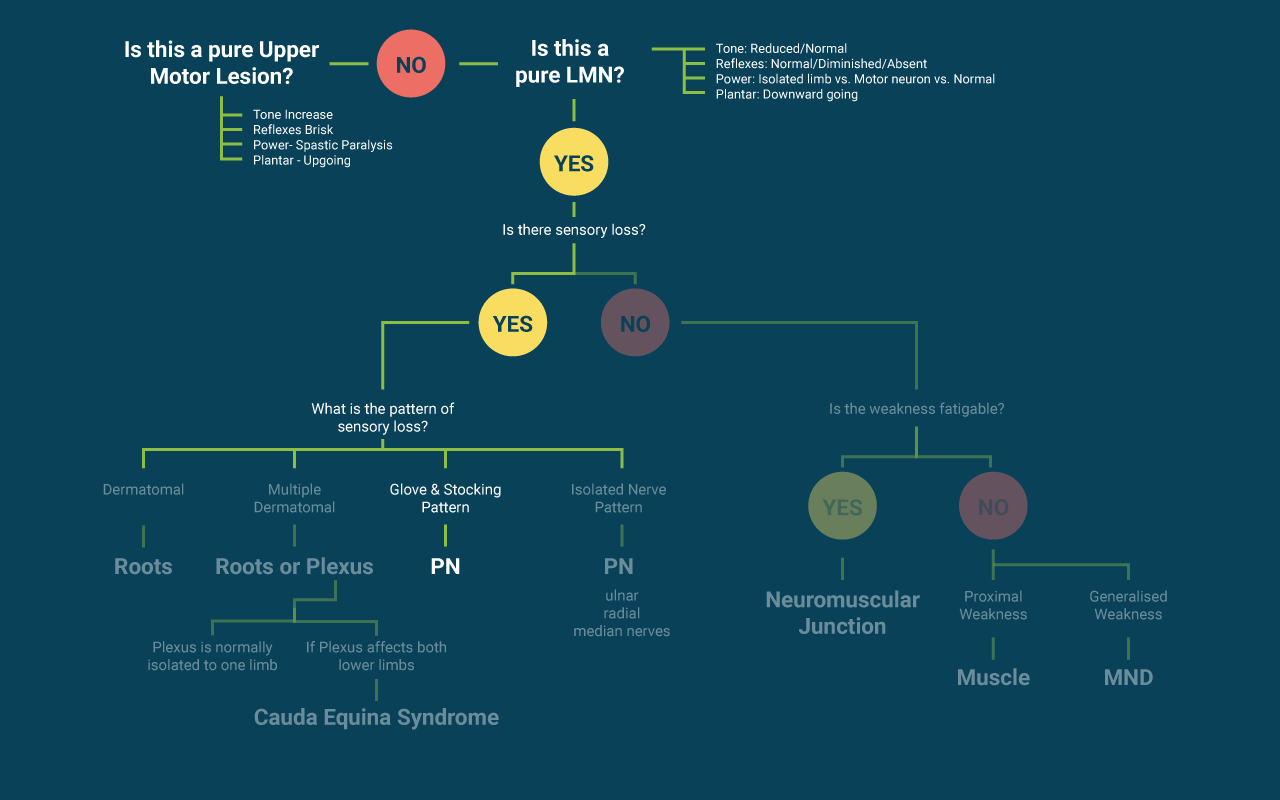 Is this a pure Upper
Motor Lesion?
NO
Is this a
pure LMN?
Tone: Reduced/Normal
Reflexes: Normal/Diminished/Absent
Power: Isolated limb vs. Motor neuron vs. Normal
Plantar: Downward going
Tone Increase
Reflexes Brisk
Power- Spastic Paralysis
Plantar - Upgoing
YES
Is there sensory loss?
YES
NO
What is the pattern of
sensory loss?
Is the weakness fatigable?
Dermatomal
Multiple
Dermatomal
Glove & Stocking
Pattern
Isolated Nerve
Pattern
YES
NO
Roots
Roots or Plexus
PN
PN
ulnar
radial
median nerves
Neuromuscular
Junction
Proximal
Weakness
Generalised
Weakness
Plexus is normally
isolated to one limb
If Plexus affects both
lower limbs
Muscle
MND
Cauda Equina Syndrome